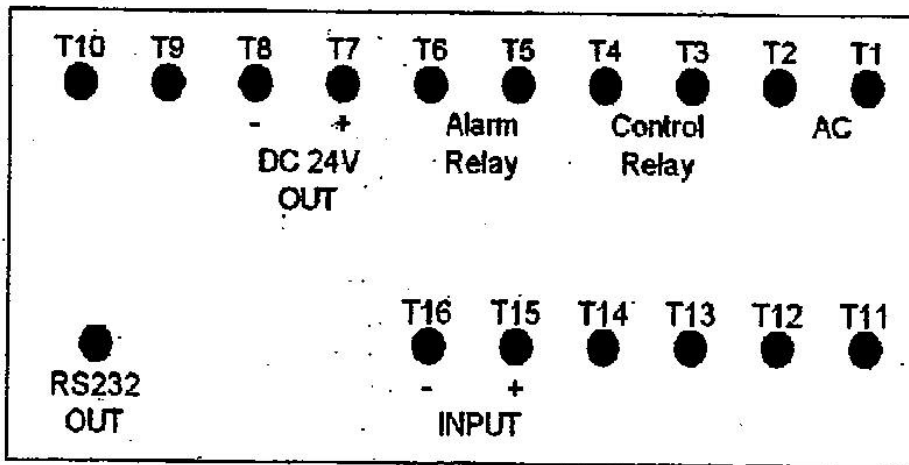 T10 T9 T8 T7 T6 T5 T4 T3 T2 T1
- + Alarm Control AC
DC 24V Relay Relay
OUT
T16 T15 T14 T13 T12 T11
RS232 - +
OUT INPUT